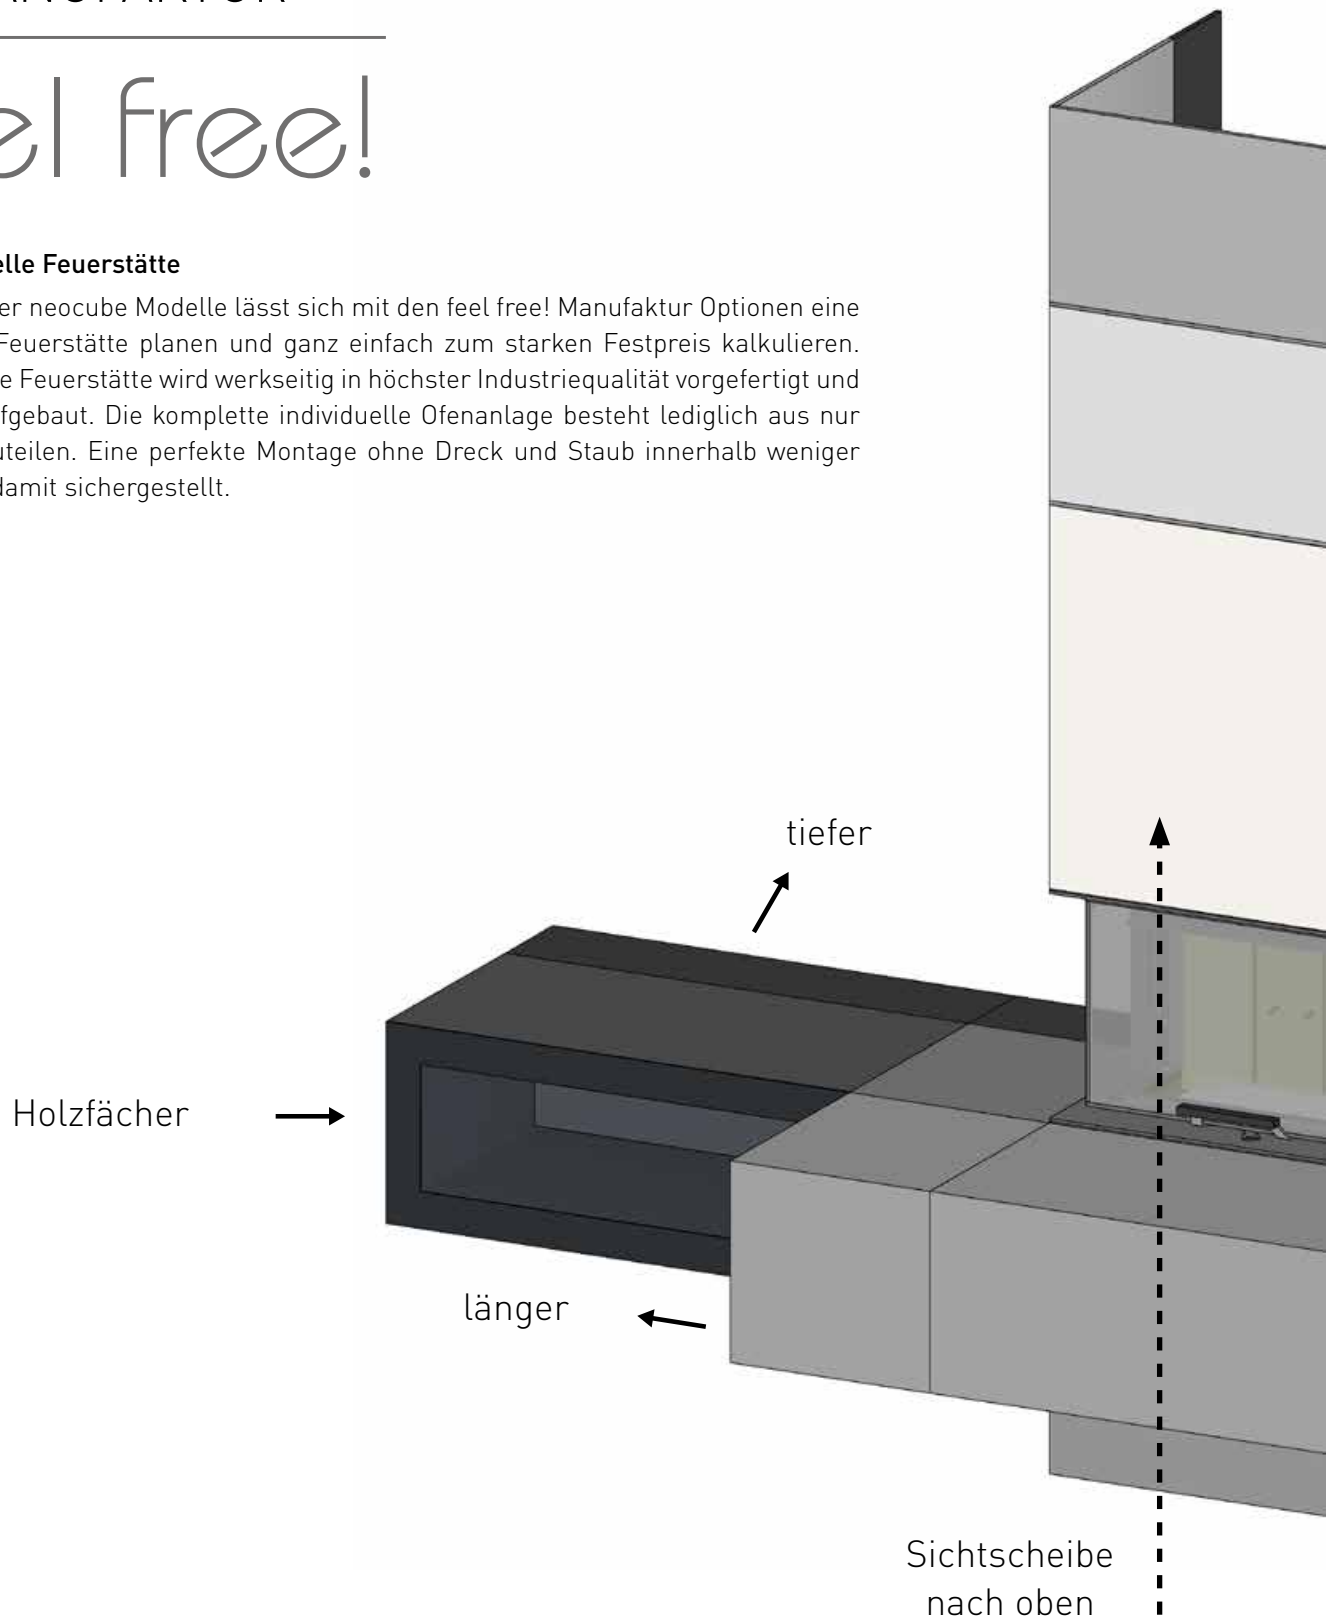 el free!
elle Feuerstätte
er neocube Modelle lässt sich mit den feel free! Manufaktur Optionen eine
Feuerstätte planen und ganz einfach zum starken Festpreis kalkulieren.
e Feuerstätte wird werkseitig in höchster Industriequalität vorgefertigt und
fgebaut. Die komplette individuelle Ofenanlage besteht lediglich aus nur
uteilen. Eine perfekte Montage ohne Dreck und Staub innerhalb weniger
damit sichergestellt.
tiefer
Holzfächer
länger
Sichtscheibe
nach oben